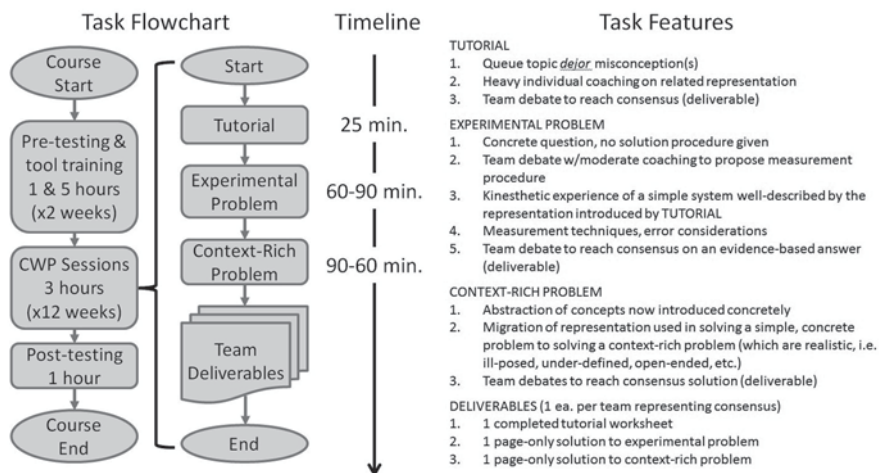 Task Flowchart
Course
Start
Pre-testing &
tool training
1 & 5 hours
(x2 weeks)
CWP Sessions
3 hours
(x12 weeks)
Post-testing
1 hour
Course
End
Start
Tutorial
Experimental
Problem
Context-Rich
Problem
Team
Deliverables
End
Timeline
25 min.
60-90 min.
90-60 min.
Task Features
TUTORIAL
1. Queue topic dejor misconception(s)
2. Heavy individual coaching on related representation
3. Team debate to reach consensus (deliverable)
EXPERIMENTAL PROBLEM
1. Concrete question, no solution procedure given
2. Team debate w/moderate coaching to propose measurement
procedure
3. Kinesthetic experience of a simple system well-described by the
representation introduced by TUTORIAL
4. Measurement techniques, error considerations
5. Team debate to reach consensus on an evidence-based answer
(deliverable)
CONTEXT-RICH PROBLEM
1. Abstraction of concepts now introduced concretely
2. Migration of representation used in solving a simple, concrete
problem to solving a context-rich problem (which are realistic, i.e.
ill-posed, under-defined, open-ended, etc.)
3. Team debates to reach consensus solution (deliverable)
DELIVERABLES (1 ea. per team representing consensus)
1. 1 completed tutorial worksheet
2. 1 page-only solution to experimental problem
3. 1 page-only solution to context-rich problem